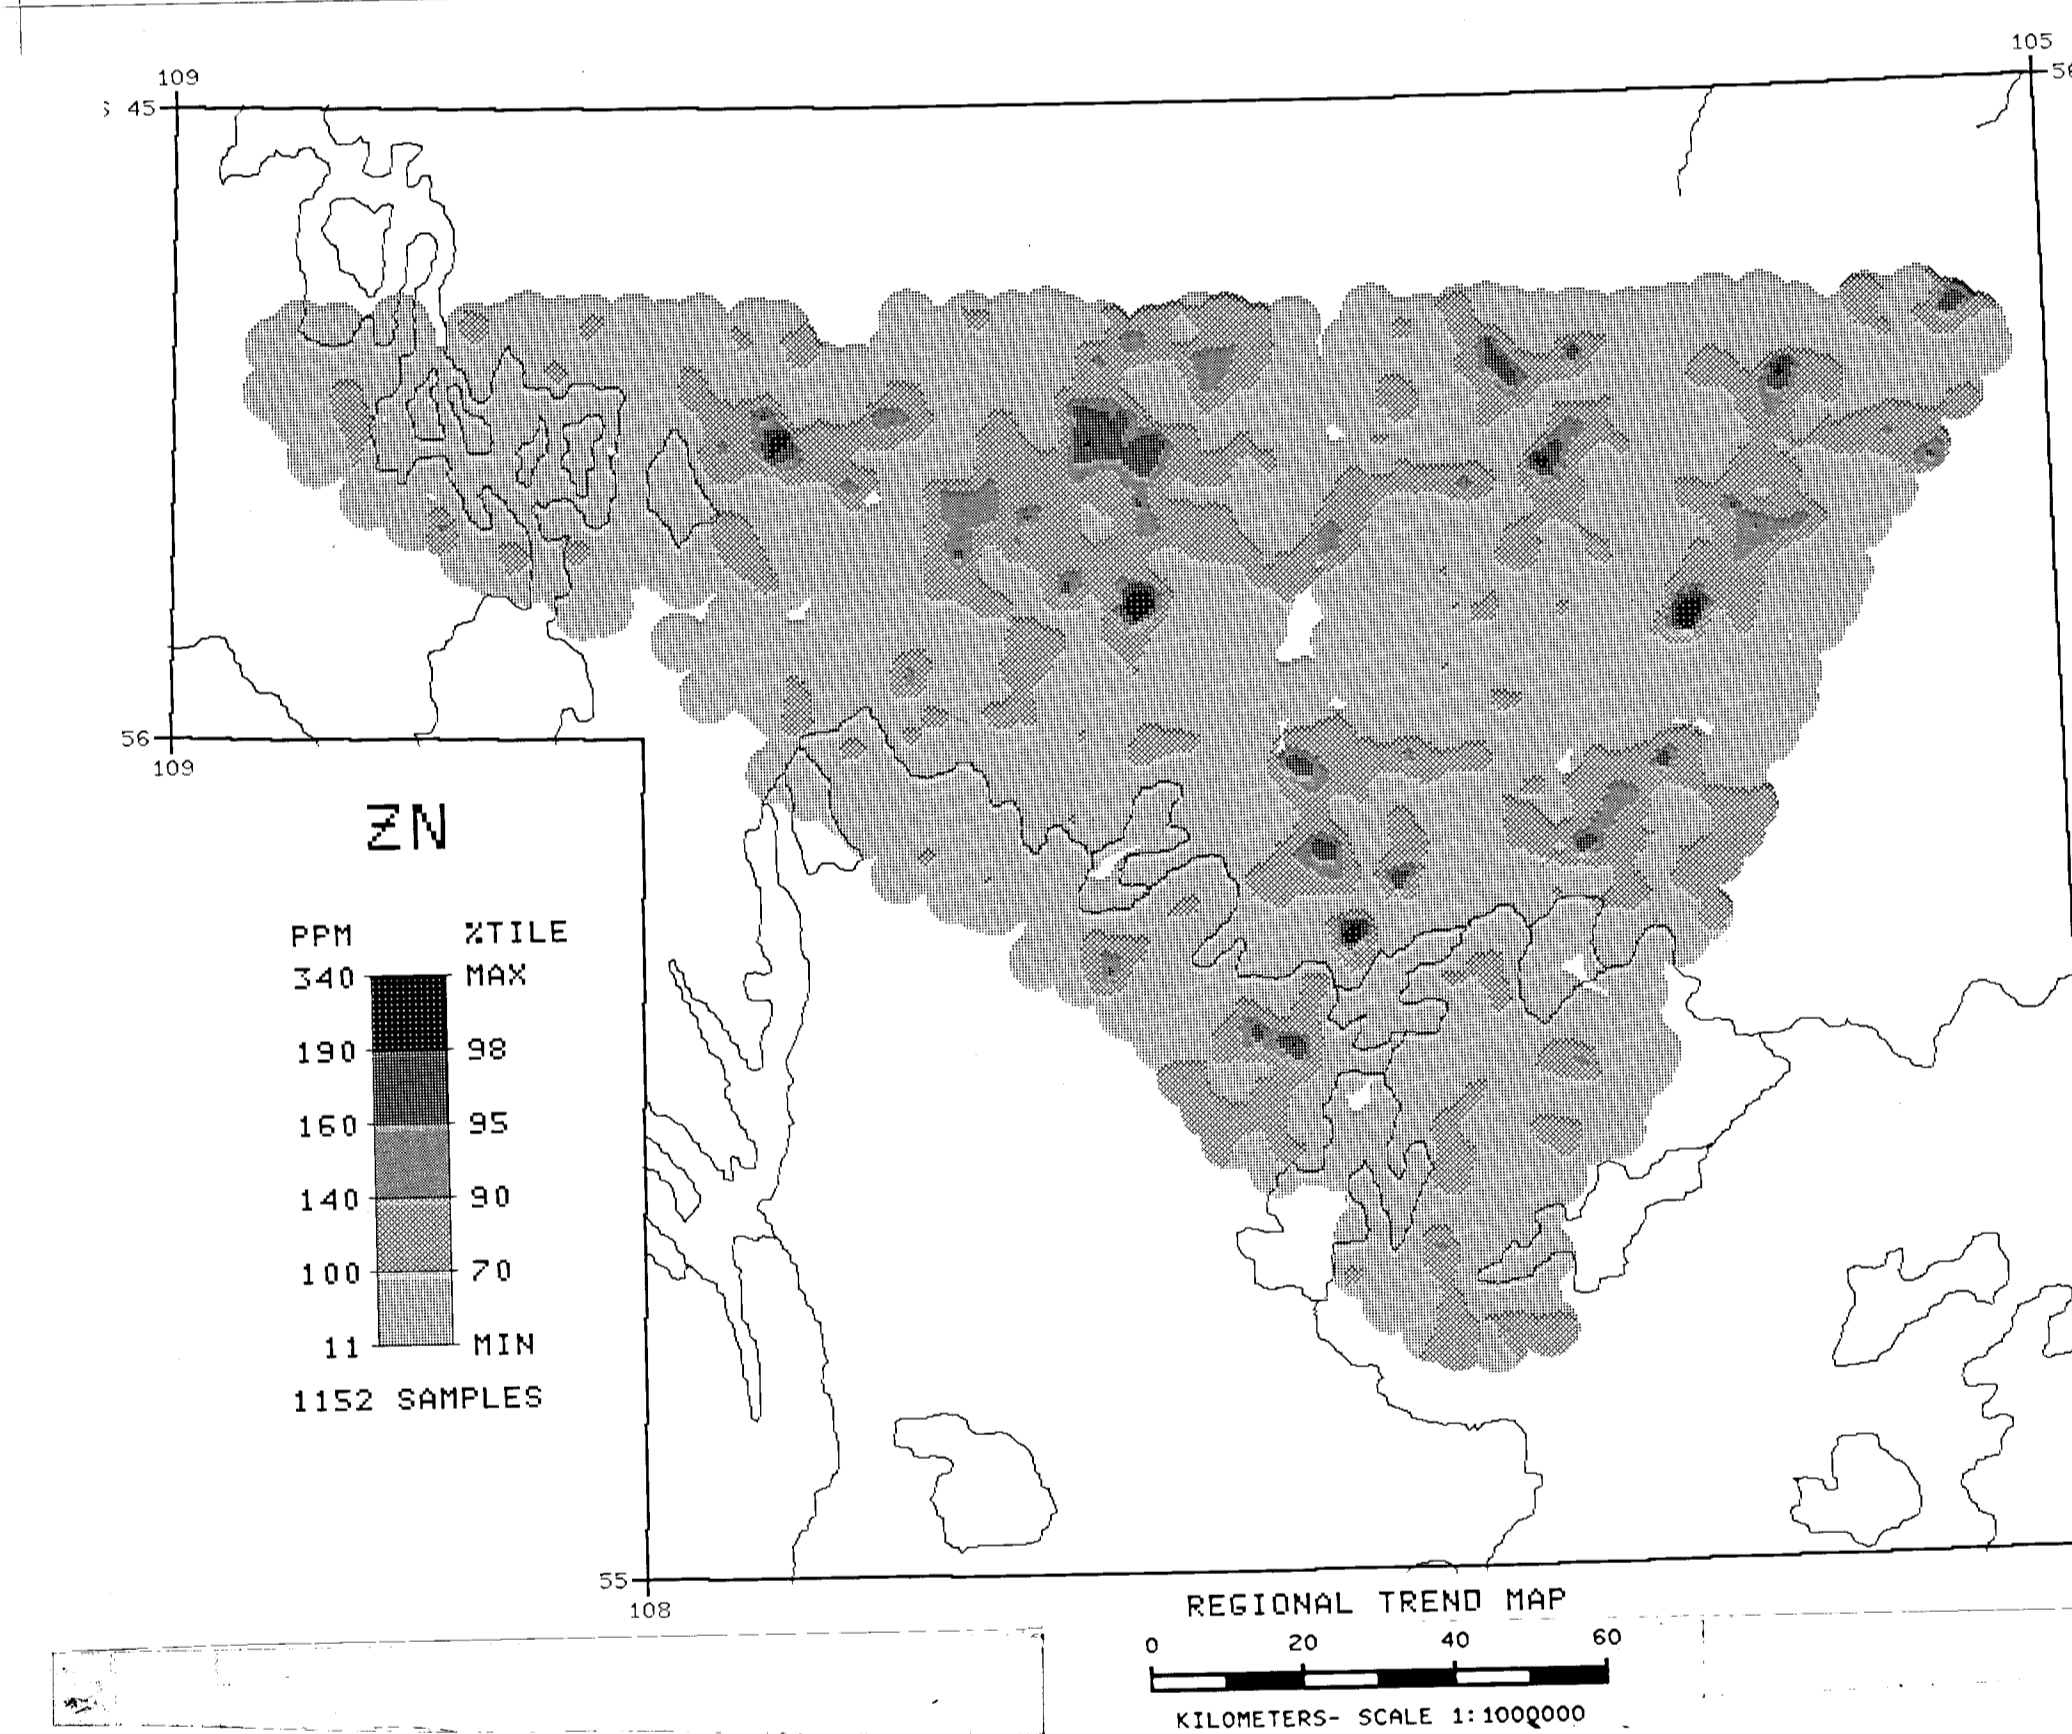 109
105
45
56
109
ZN
PPM %TILE
340 MAX
190 98
160 95
140 90
100 70
11 MIN
1152 SAMPLES
55
108
REGIONAL TREND MAP
0 20 40 60
KILOMETERS- SCALE 1:1000000